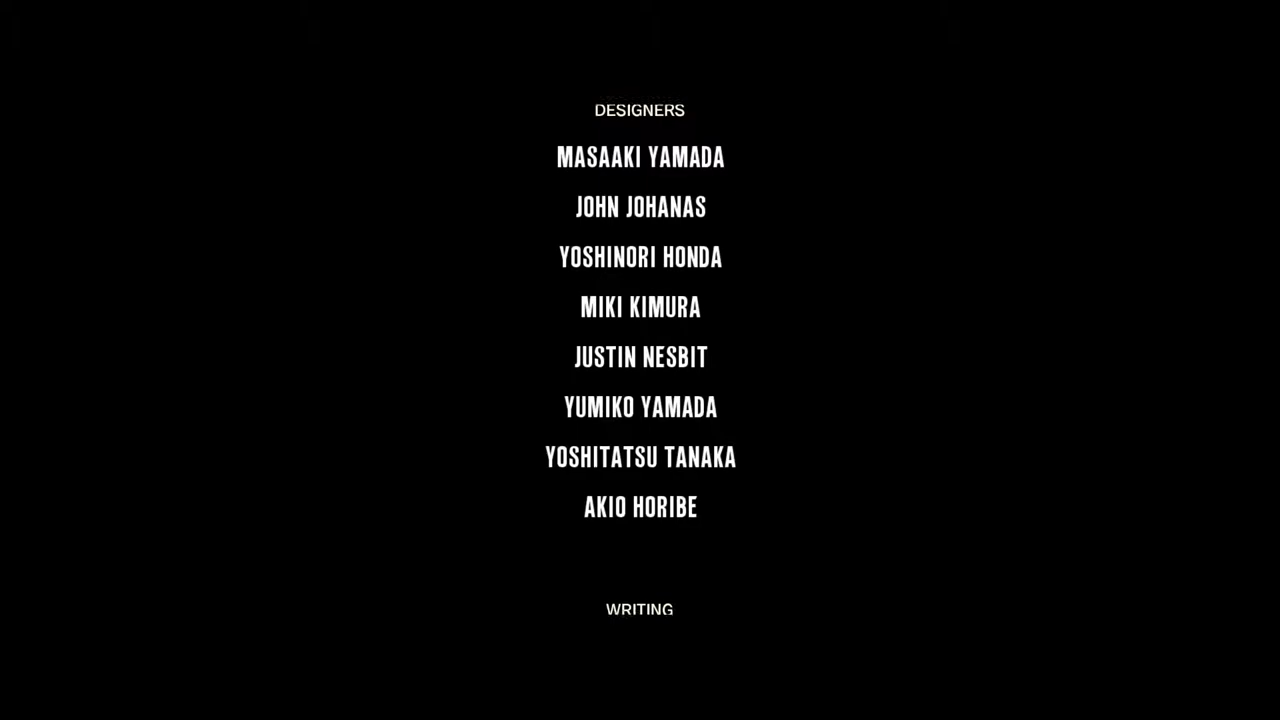 DESIGNERS
MASAAKI YAMADA
JOHN JOHANAS
YOSHINORI HONDA
MIKI KIMURA
JUSTIN NESBIT
YUMIKO YAMADA
YOSHITATSU TANAKA
AKIO HORIBE
WRITING